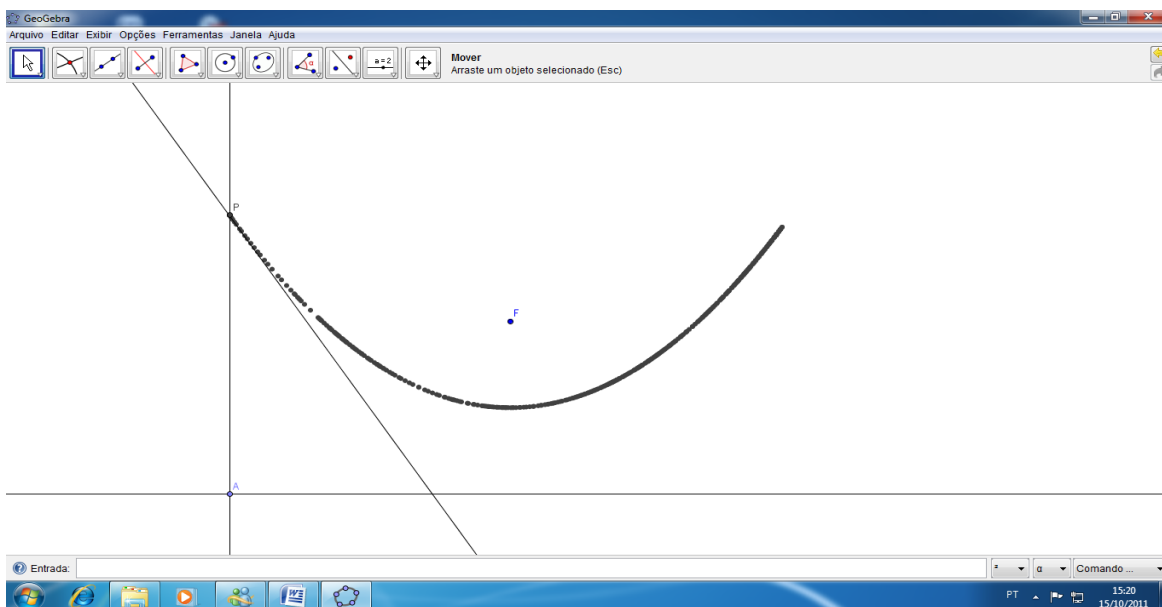 GeoGebra
Arquivo Editar Exibir Opções Ferramentas Janela Ajuda
Mover
Arraste um objeto selecionado (Esc)
a=2
α
P
F
A
Entrada:
² α Comando ...
PT 15:20
15/10/2011